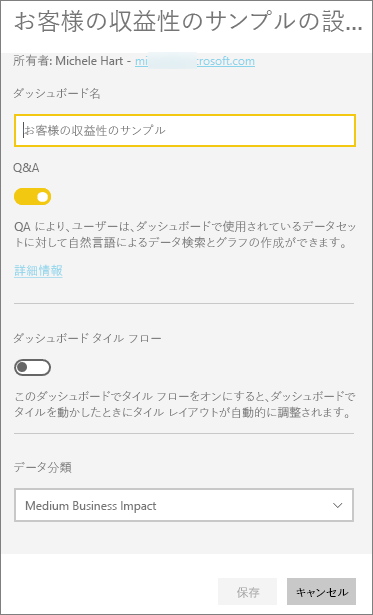 お客様の収益性のサンプルの設...
所有者: Michele Hart - mi rosoft.com
ダッシュボード名
お客様の収益性のサンプル
Q&A
QA により、ユーザーは、ダッシュボードで使用されているデータセッ
トに対して自然言語によるデータ検索とグラフの作成ができます。
詳細情報
ダッシュボード タイル フロー
このダッシュボードでタイル フローをオンにすると、ダッシュボードで
タイルを動かしたときにタイル レイアウトが自動的に調整されます。
データ分類
Medium Business Impact
保存
キャンセル